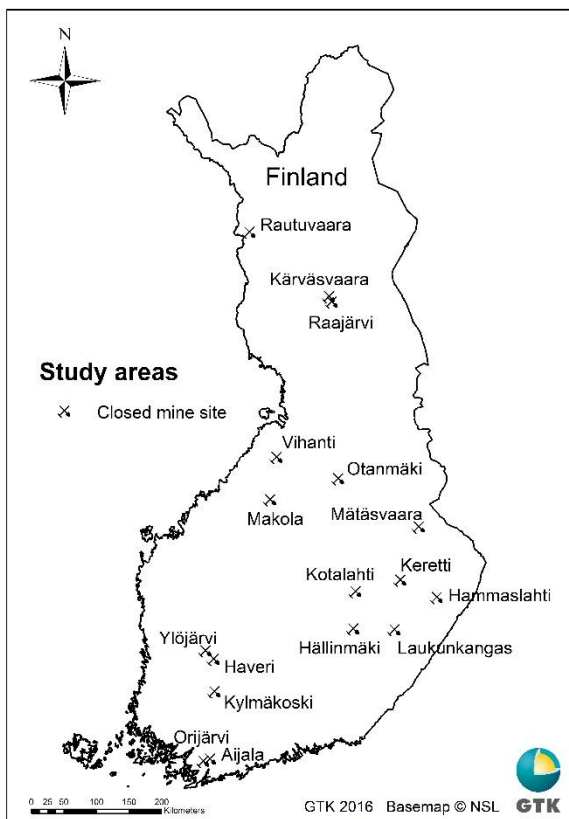 N
Finland
Rautuvaara
Kärväsvaara
Raajärvi
Study areas
Closed mine site
Vihanti
Otanmäki
Makola
Mätäsvaara
Kotalahti
Keretti
Hammaslahti
Ylöjärvi
Hällinmäki
Laukunkangas
Haveri
Kylmäkoski
Orijärvi
Aijala
0 25 50 100 150 200
Kilometers
GTK 2016 Basemap © NSL
GTK